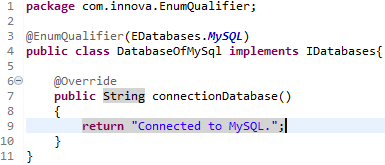 1 package com.innova.EnumQualifier;
2
3 @EnumQualifier(EDatabases.MySQL)
4 public class DatabaseOfMySql implements IDatabases{
5
6 @Override
7 public String connectionDatabase()
8 {
9 return "Connected to MySQL.";
10 }
11 }